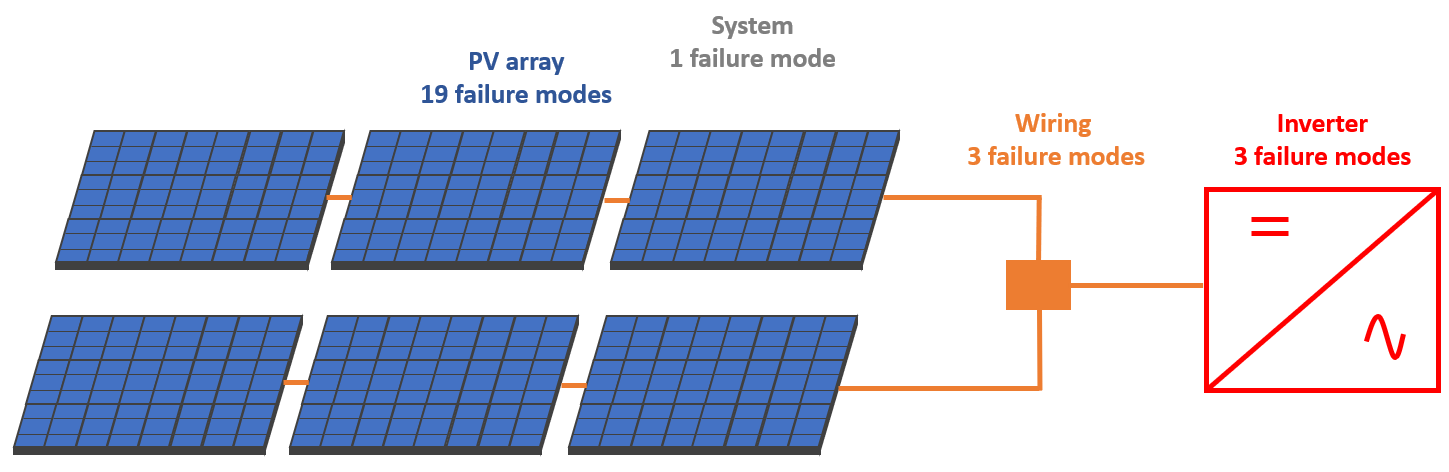 System
1 failure mode
PV array
19 failure modes
Wiring
3 failure modes
Inverter
3 failure modes